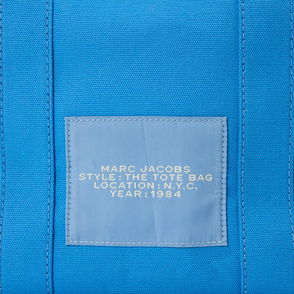 MARC JACOBS
STYLE : THE TOTE BAG
LOCATION : N.Y.C.
YEAR : 1984